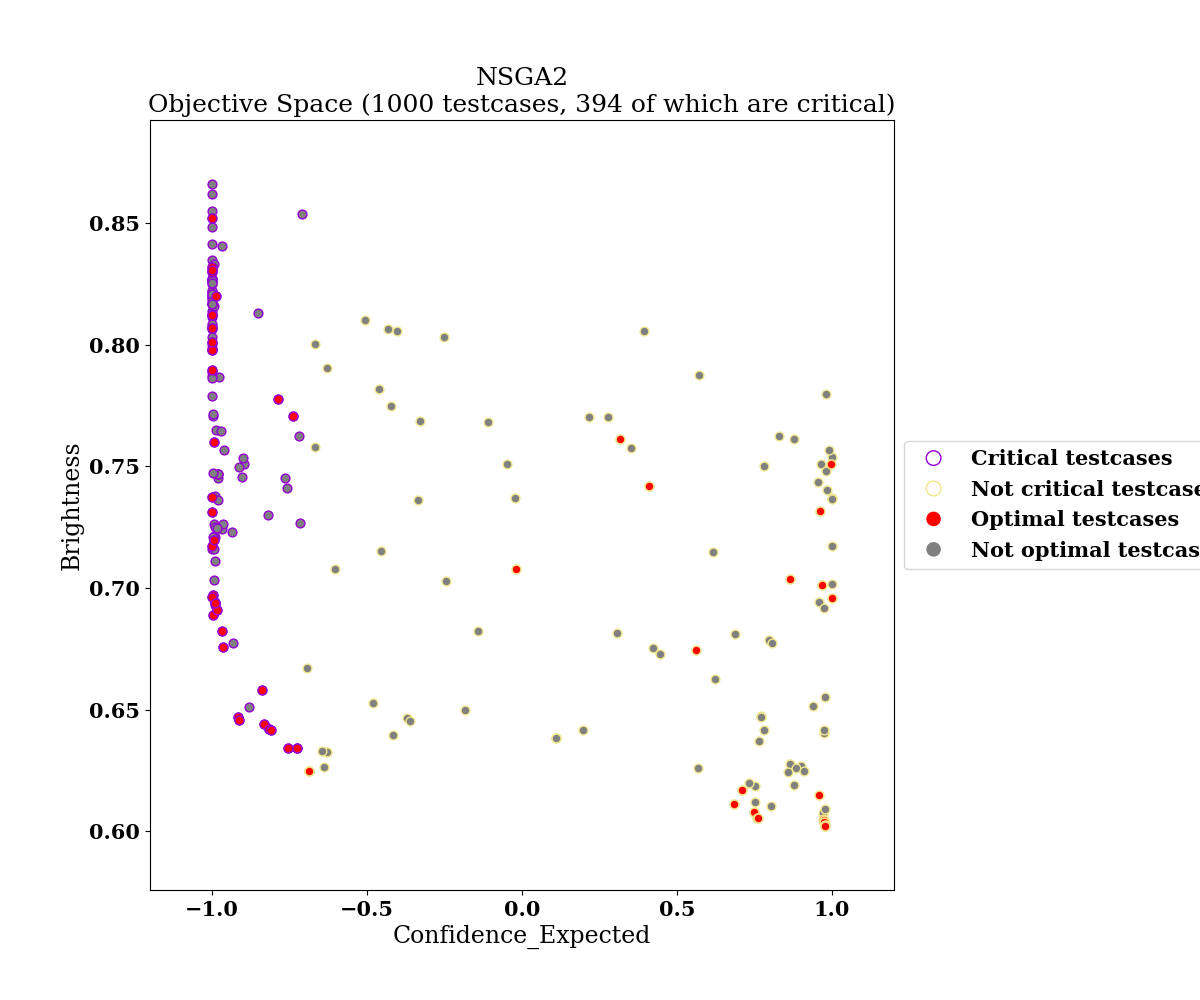 NSGA2
Objective Space (1000 testcases, 394 of which are critical)
0.85
0.80
0.75
0.70
0.65
0.60
Brightness
−1.0
−0.5
0.0
0.5
1.0
Confidence_Expected
Critical testcases
Not critical testcase
Optimal testcases
Not optimal testcas